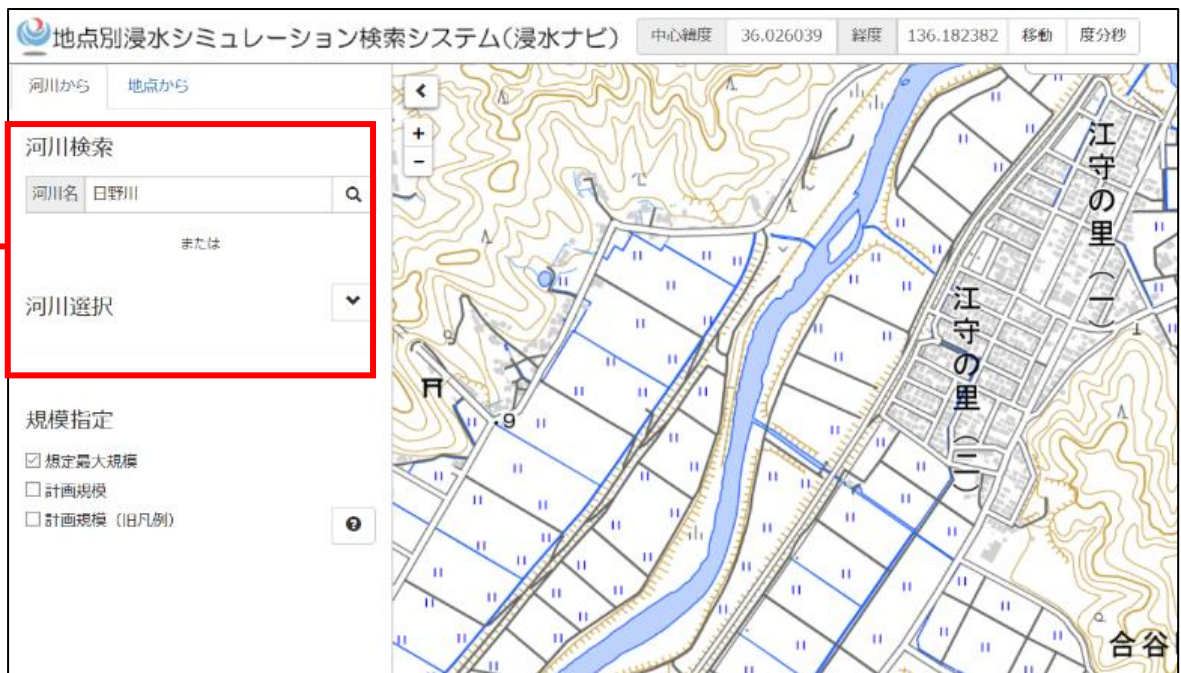 地点別浸水シミュレーション検索システム(浸水ナビ)
中心緯度 36.026039 経度 136.182382 移動 度分秒
河川から 地点から
河川検索
河川名 日野川
または
河川選択
規模指定
想定最大規模
計画規模
計画規模（旧凡例）
+
-
江守の里（一）
江守の里（二）
.9
合谷